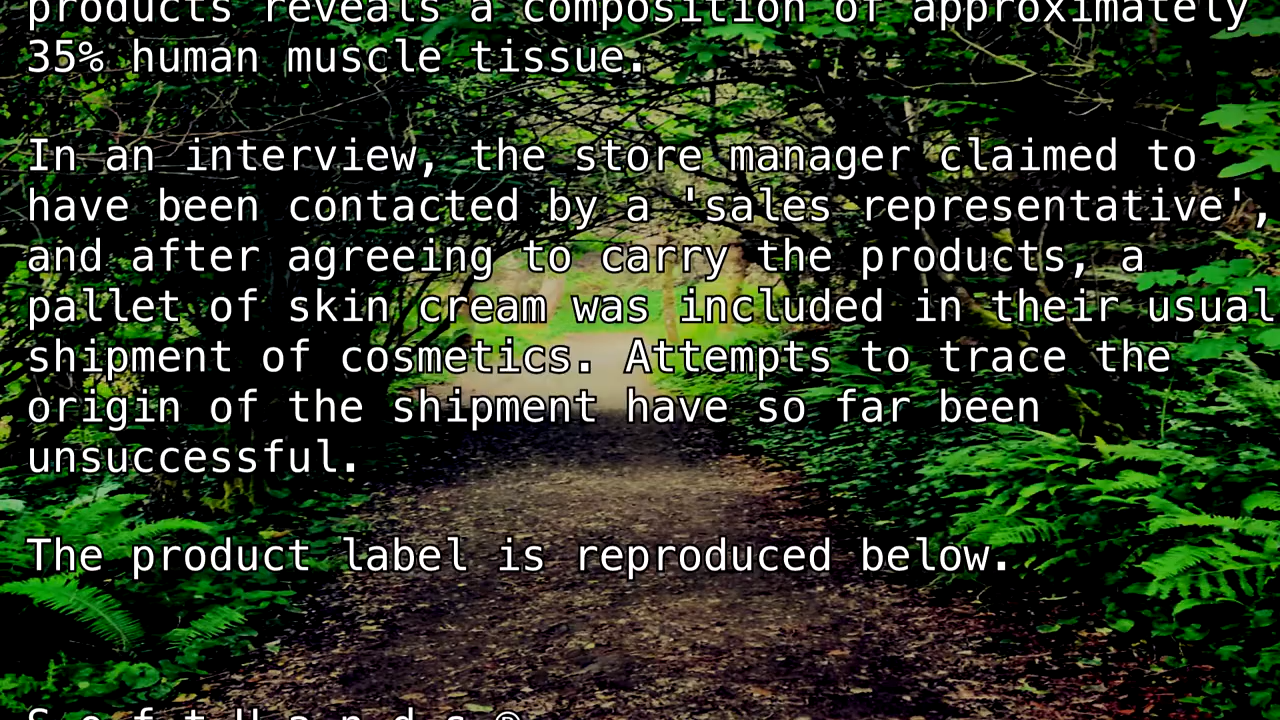 products reveals a composition of approximately
35% human muscle tissue.
In an interview, the store manager claimed to
have been contacted by a 'sales representative',
and after agreeing to carry the products, a
pallet of skin cream was included in their usual
shipment of cosmetics. Attempts to trace the
origin of the shipment have so far been
unsuccessful.
The product label is reproduced below.
S o f t H a n d s ®